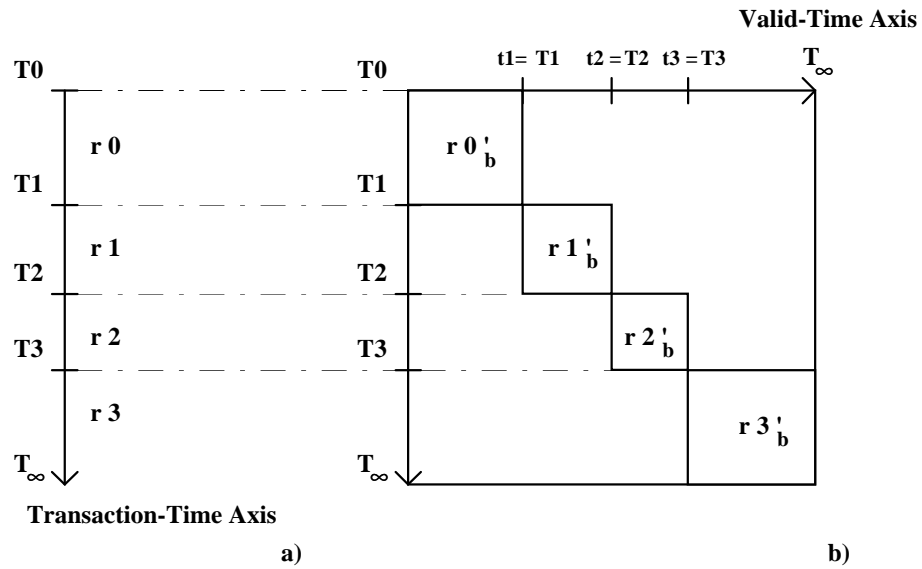 Valid-Time Axis
t1= T1 t2 = T2 t3 = T3 T∞
T0 T0
r 0 r 0'b
T1 T1
r 1 r 1'b
T2 T2
r 2 r 2'b
T3 T3
r 3 r 3'b
T∞ T∞
Transaction-Time Axis
a) b)